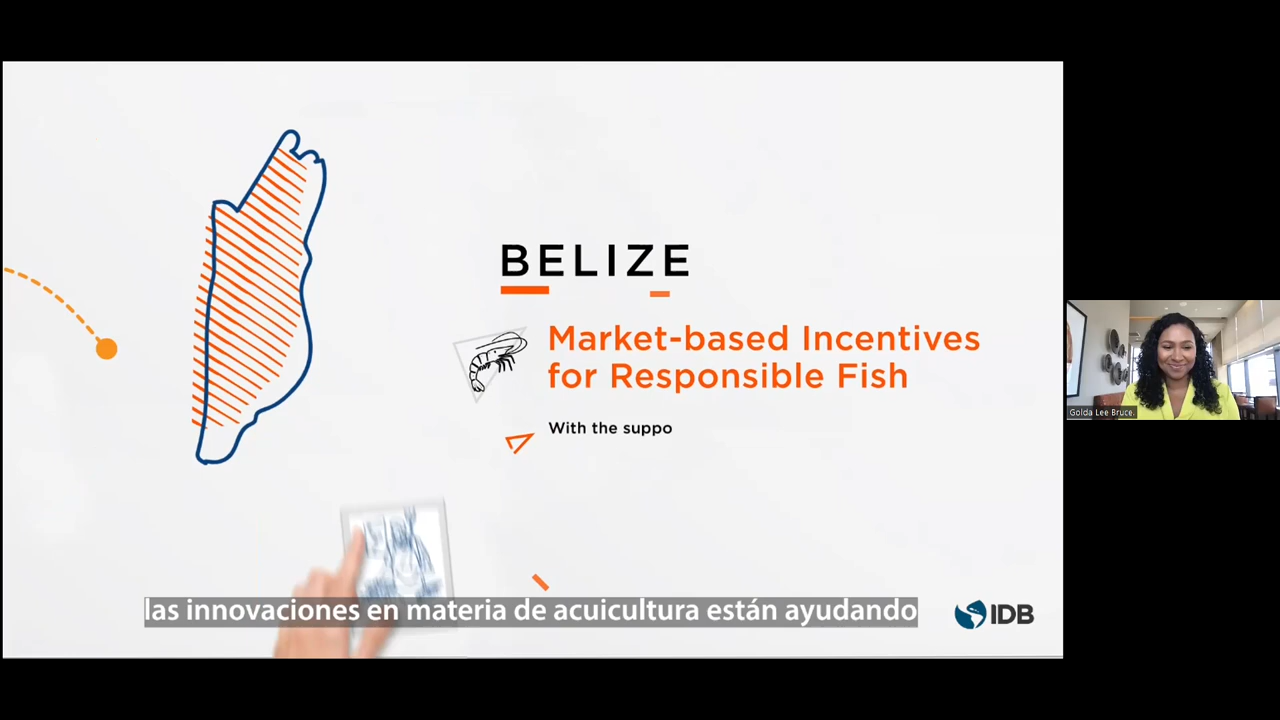 BELIZE
Market-based Incentives
for Responsible Fish
With the suppo
las innovaciones en materia de acuicultura están ayudando
IDB
Golda Lee Bruce.